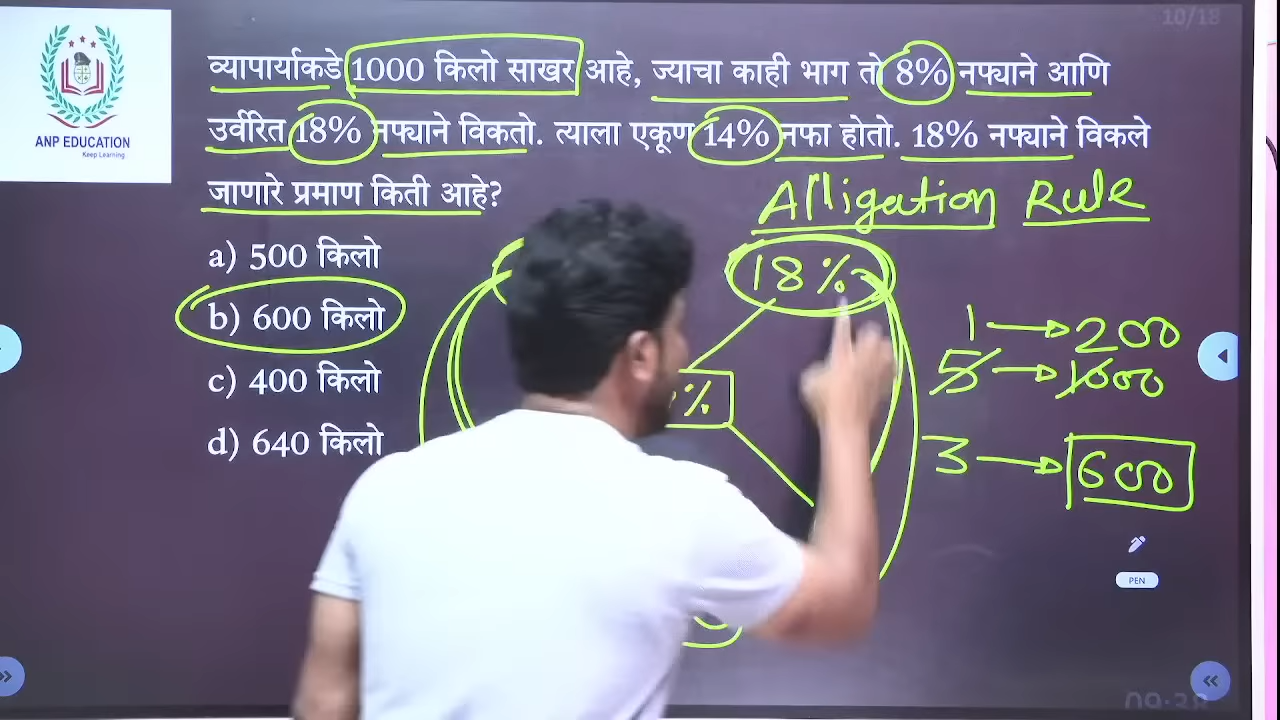 10/18
ANP EDUCATION
Keep Learning
व्यापार्याकडे 1000 किलो साखर आहे, ज्याचा काही भाग तो 8% नफ्याने आणि
उर्वरित 18% नफ्याने विकतो. त्याला एकूण 14% नफा होतो. 18% नफ्याने विकले
जाणारे प्रमाण किती आहे?
Alligation Rule
a) 500 किलो
b) 600 किलो
c) 400 किलो
d) 640 किलो
18%
%
1 → 200
5 → 1000
3 → 600
PEN